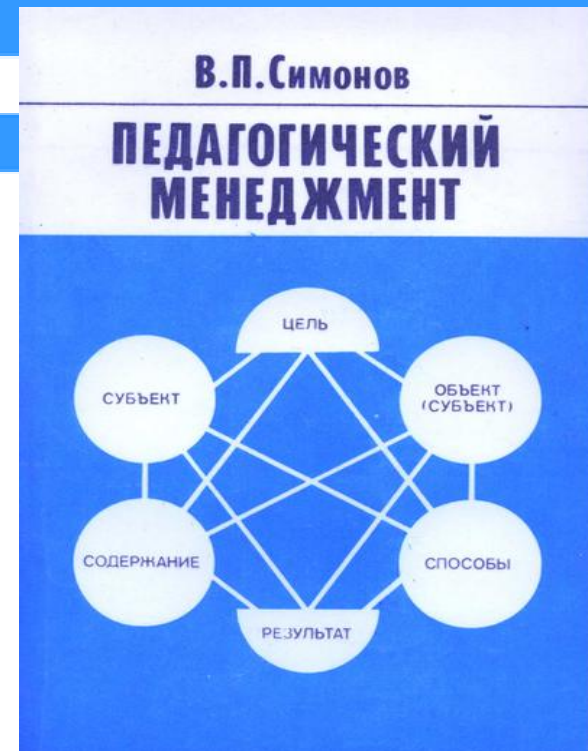 В.П.Симонов
ПЕДАГОГИЧЕСКИЙ
МЕНЕДЖМЕНТ
ЦЕЛЬ
СУБЪЕКТ
ОБЪЕКТ
(СУБЪЕКТ)
СОДЕРЖАНИЕ
СПОСОБЫ
РЕЗУЛЬТАТ